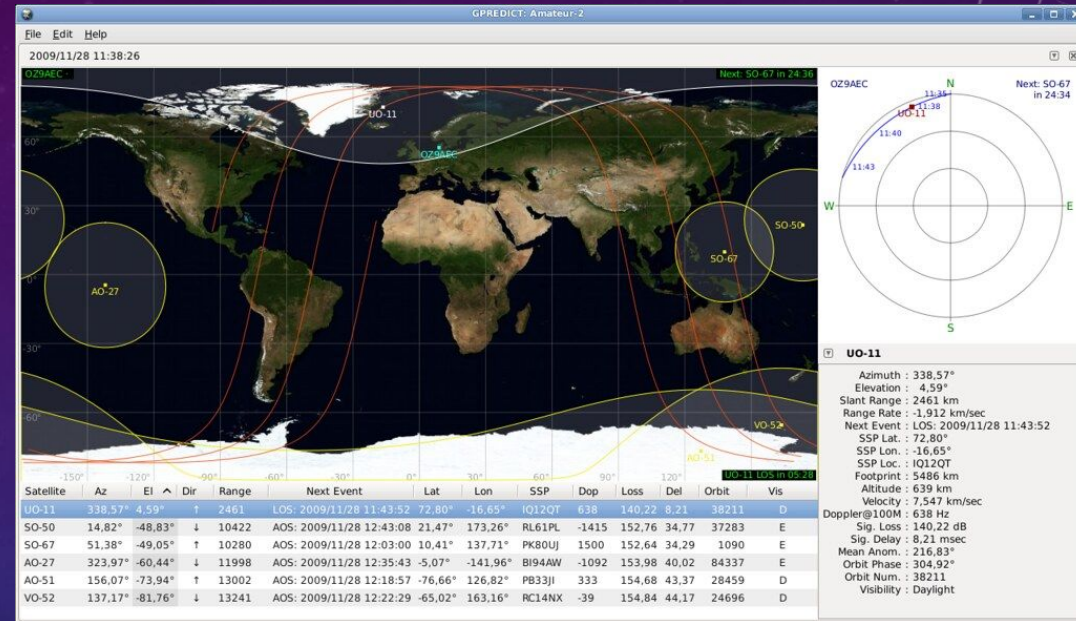 GPREDICT: Amateur-2
File Edit Help
2009/11/28 11:38:26
OZ9AEC
Next: SO-67 in 24:36
UO-11
OZ9AEC
60°
30°
SO-50
SO-67
AO-27
0°
-30°
-60°
VO-52
AO-51
-150° -120° -90° -60° -30° 0° 30° 60° 90° 120°
UO-11 LOS in 05:28
Satellite Az El Dir Range Next Event Lat Lon SSP Dop Loss Del Orbit Vis
UO-11 338,57° 4,59° ↑ 2461 LOS: 2009/11/28 11:43:52 72,80° -16,65° IQ12QT 638 140,22 8,21 38211 D
SO-50 14,82° -48,83° ↓ 10422 AOS: 2009/11/28 12:43:08 21,47° 173,26° RL61PL -1415 152,76 34,77 37283 E
SO-67 51,38° -49,05° ↑ 10280 AOS: 2009/11/28 12:03:00 10,41° 137,71° PK80UJ 1500 152,64 34,29 1090 E
AO-27 323,97° -60,44° ↓ 11998 AOS: 2009/11/28 12:35:43 -5,07° -141,96° BI94AW -1092 153,98 40,02 84337 E
AO-51 156,07° -73,94° ↑ 13002 AOS: 2009/11/28 12:18:57 -76,66° 126,82° PB33JI 333 154,68 43,37 28459 D
VO-52 137,17° -81,76° ↓ 13241 AOS: 2009/11/28 12:22:29 -65,02° 163,16° RC14NX -39 154,84 44,17 24696 D
OZ9AEC
N
Next: SO-67
in 24:34
11:35
11:38
UO-11
11:40
11:43
W
E
S
UO-11
Azimuth : 338,57°
Elevation : 4,59°
Slant Range : 2461 km
Range Rate : -1,912 km/sec
Next Event : LOS: 2009/11/28 11:43:52
SSP Lat. : 72,80°
SSP Lon. : -16,65°
SSP Loc. : IQ12QT
Footprint : 5486 km
Altitude : 639 km
Velocity : 7,547 km/sec
Doppler@100M : 638 Hz
Sig. Loss : 140,22 dB
Sig. Delay : 8,21 msec
Mean Anom. : 216,83°
Orbit Phase : 304,92°
Orbit Num. : 38211
Visibility : Daylight